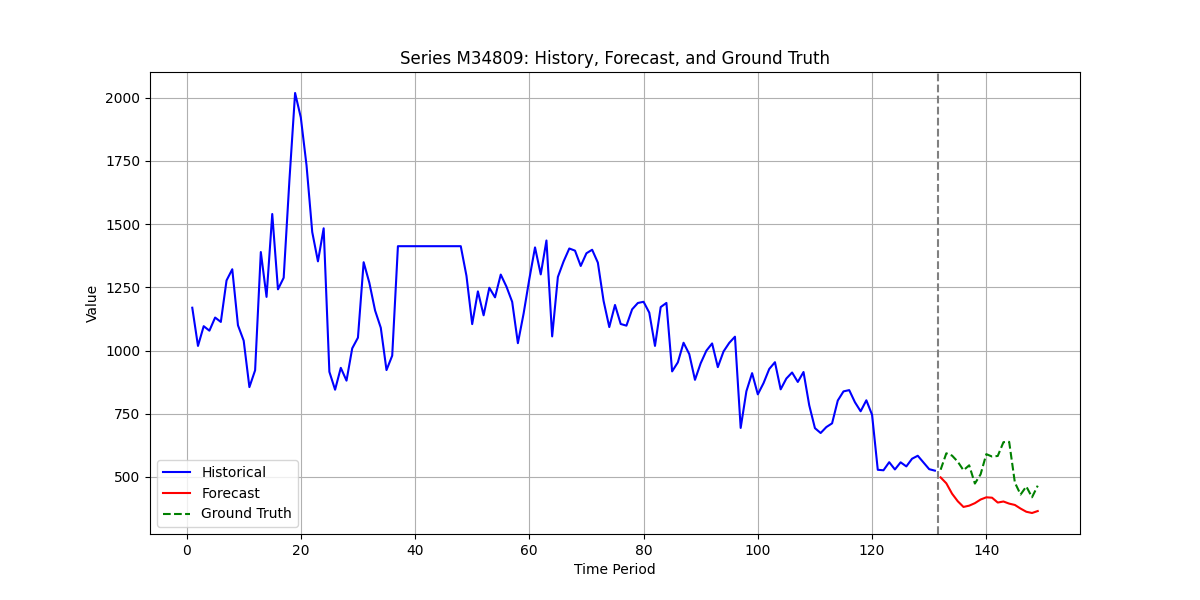 Series M34809: History, Forecast, and Ground Truth
2000
1750
1500
1250
1000
750
500
Value
Historical
Forecast
Ground Truth
0 20 40 60 80 100 120 140
Time Period